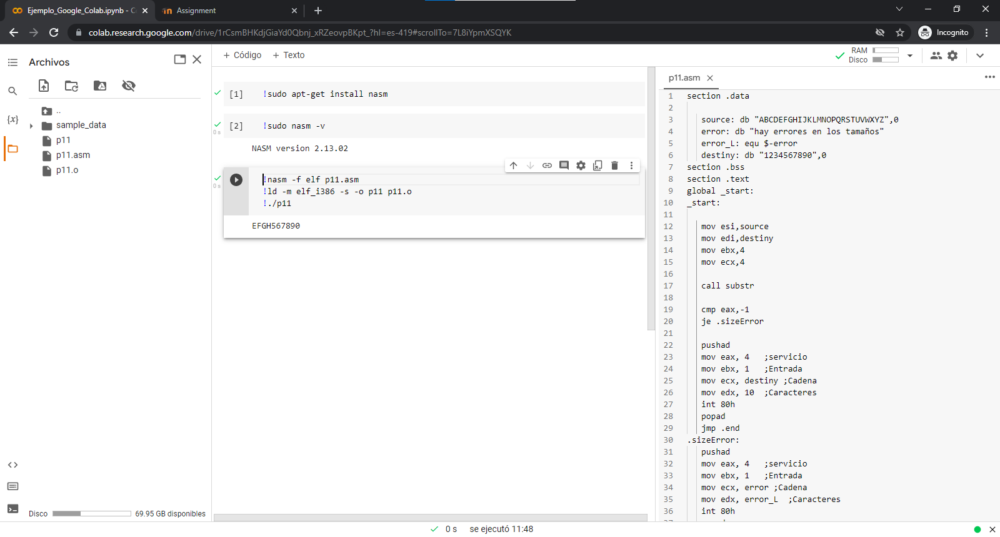 Ejemplo_Google_Colab.ipynb - C
Assignment
colab.research.google.com/drive/1rCsmBHKdjGiaYd0Qbnj_xRZeovpBKpt_?hl=es-419#scrollTo=7L8iYpmXSQYK
Incognito
Archivos
+ Código
+ Texto
RAM
Disco
..
sample_data
p11
p11.asm
p11.o
{x}
[1] !sudo apt-get install nasm
0 s
[2] !sudo nasm -v
NASM version 2.13.02
0 s
!nasm -f elf p11.asm
!ld -m elf_i386 -s -o p11 p11.o
!./p11
EFGH567890
p11.asm
1 section .data
2
3 source: db "ABCDEFGHIJKLMNOPQRSTUVWXYZ",0
4 error: db "hay errores en los tamaños"
5 error_L: equ $-error
6 destiny: db "1234567890",0
7 section .bss
8 section .text
9 global _start:
10 _start:
11
12 mov esi,source
13 mov edi,destiny
14 mov ebx,4
15 mov ecx,4
16
17 call substr
18
19 cmp eax,-1
20 je .sizeError
21
22 pushad
23 mov eax, 4 ;servicio
24 mov ebx, 1 ;Entrada
25 mov ecx, destiny ;Cadena
26 mov edx, 10 ;Caracteres
27 int 80h
28 popad
29 jmp .end
30 .sizeError:
31 pushad
32 mov eax, 4 ;servicio
33 mov ebx, 1 ;Entrada
34 mov ecx, error ;Cadena
35 mov edx, error_L ;Caracteres
36 int 80h
Disco
69.95 GB disponibles
0 s se ejecutó 11:48